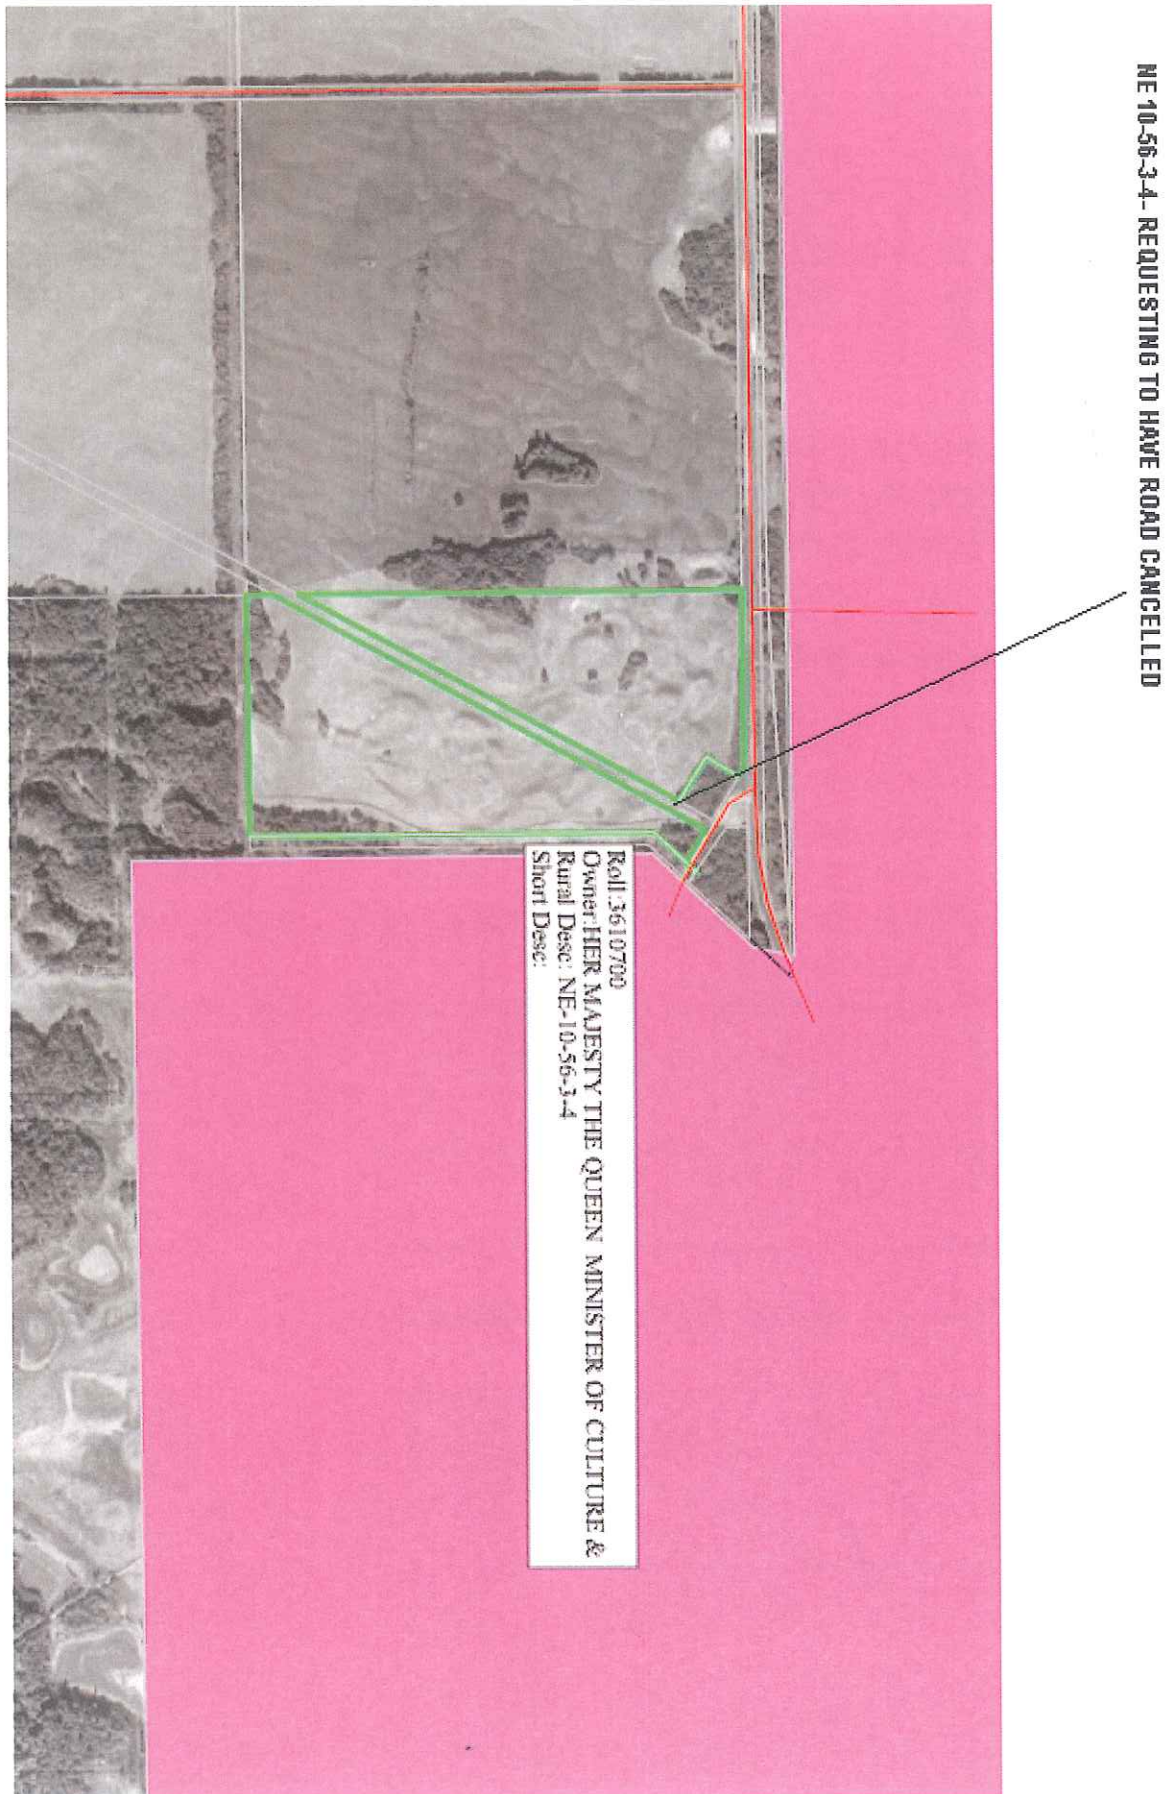 NE 10-56-3-4- REQUESTING TO HAVE ROAD CANCELLED
Roll:3610700
Owner:HER MAJESTY THE QUEEN MINISTER OF CULTURE &
Rural Desc: NE-10-56-3-4
Short Desc: